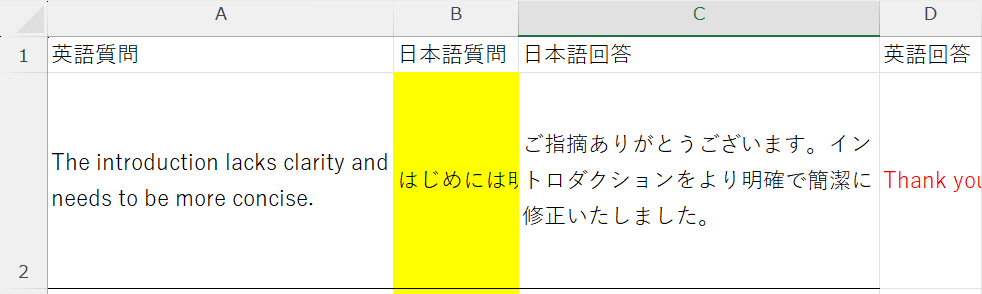 A B C D
1 英語質問 日本語質問 日本語回答 英語回答
The introduction lacks clarity and
needs to be more concise.
はじめには
ご指摘ありがとうございます。イン
トロダクションをより明確で簡潔に
修正いたしました。
Thank you
2